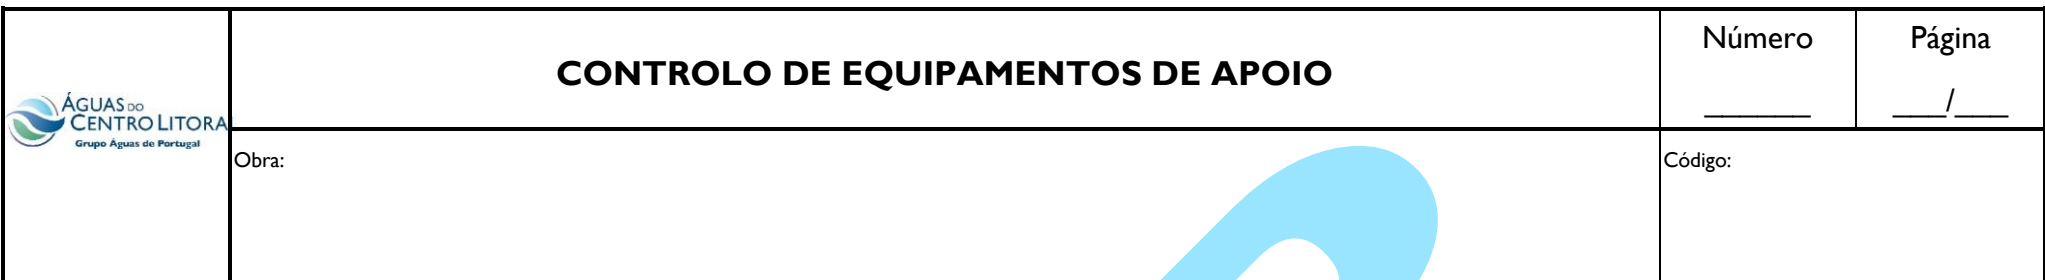 ÁGUAS DO
CENTRO LITORA
Grupo Águas de Portugal
CONTROLO DE EQUIPAMENTOS DE APOIO
Número
______
Página
___/___
Obra:
Código: